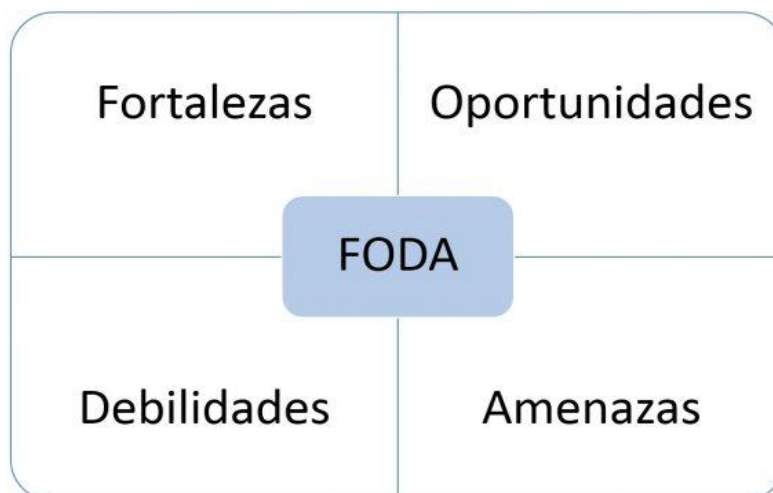 Fortalezas
Oportunidades
FODA
Debilidades
Amenazas